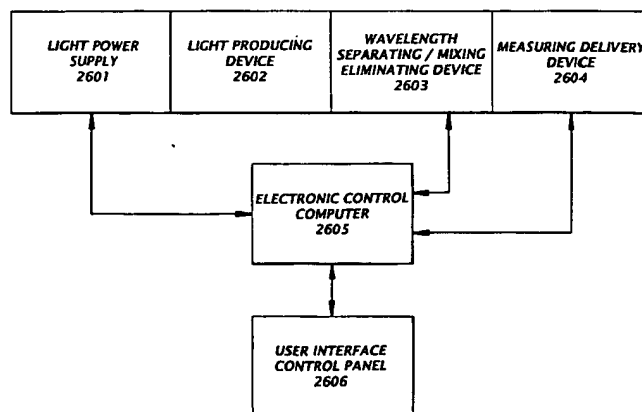 LIGHT POWER
SUPPLY
2601
LIGHT PRODUCING
DEVICE
2602
WAVELENGTH
SEPARATING / MIXING
ELIMINATING DEVICE
2603
MEASURING DELIVERY
DEVICE
2604
ELECTRONIC CONTROL
COMPUTER
2605
USER INTERFACE
CONTROL PANEL
2606